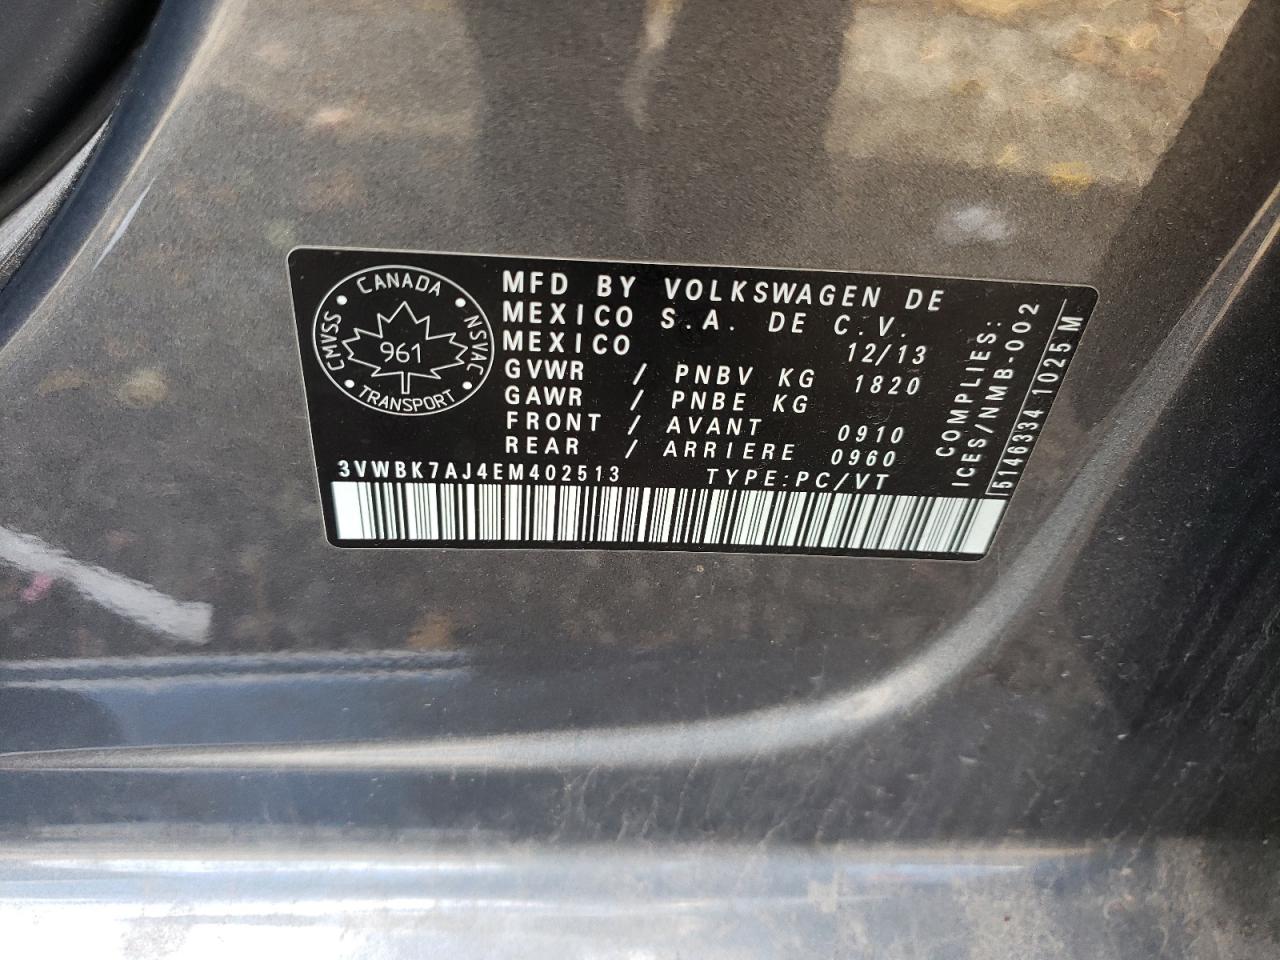 CANADA
CMVSS
NSVAC
961
TRANSPORT
MFD BY VOLKSWAGEN DE
MEXICO S.A. DE C.V.
MEXICO 12/13
GVWR / PNBV KG 1820
GAWR / PNBE KG
FRONT / AVANT 0910
REAR / ARRIERE 0960
3VWBK7AJ4EM402513 TYPE:PC/VT
COMPLIES:
ICES/NMB-002
5146334 1025 M